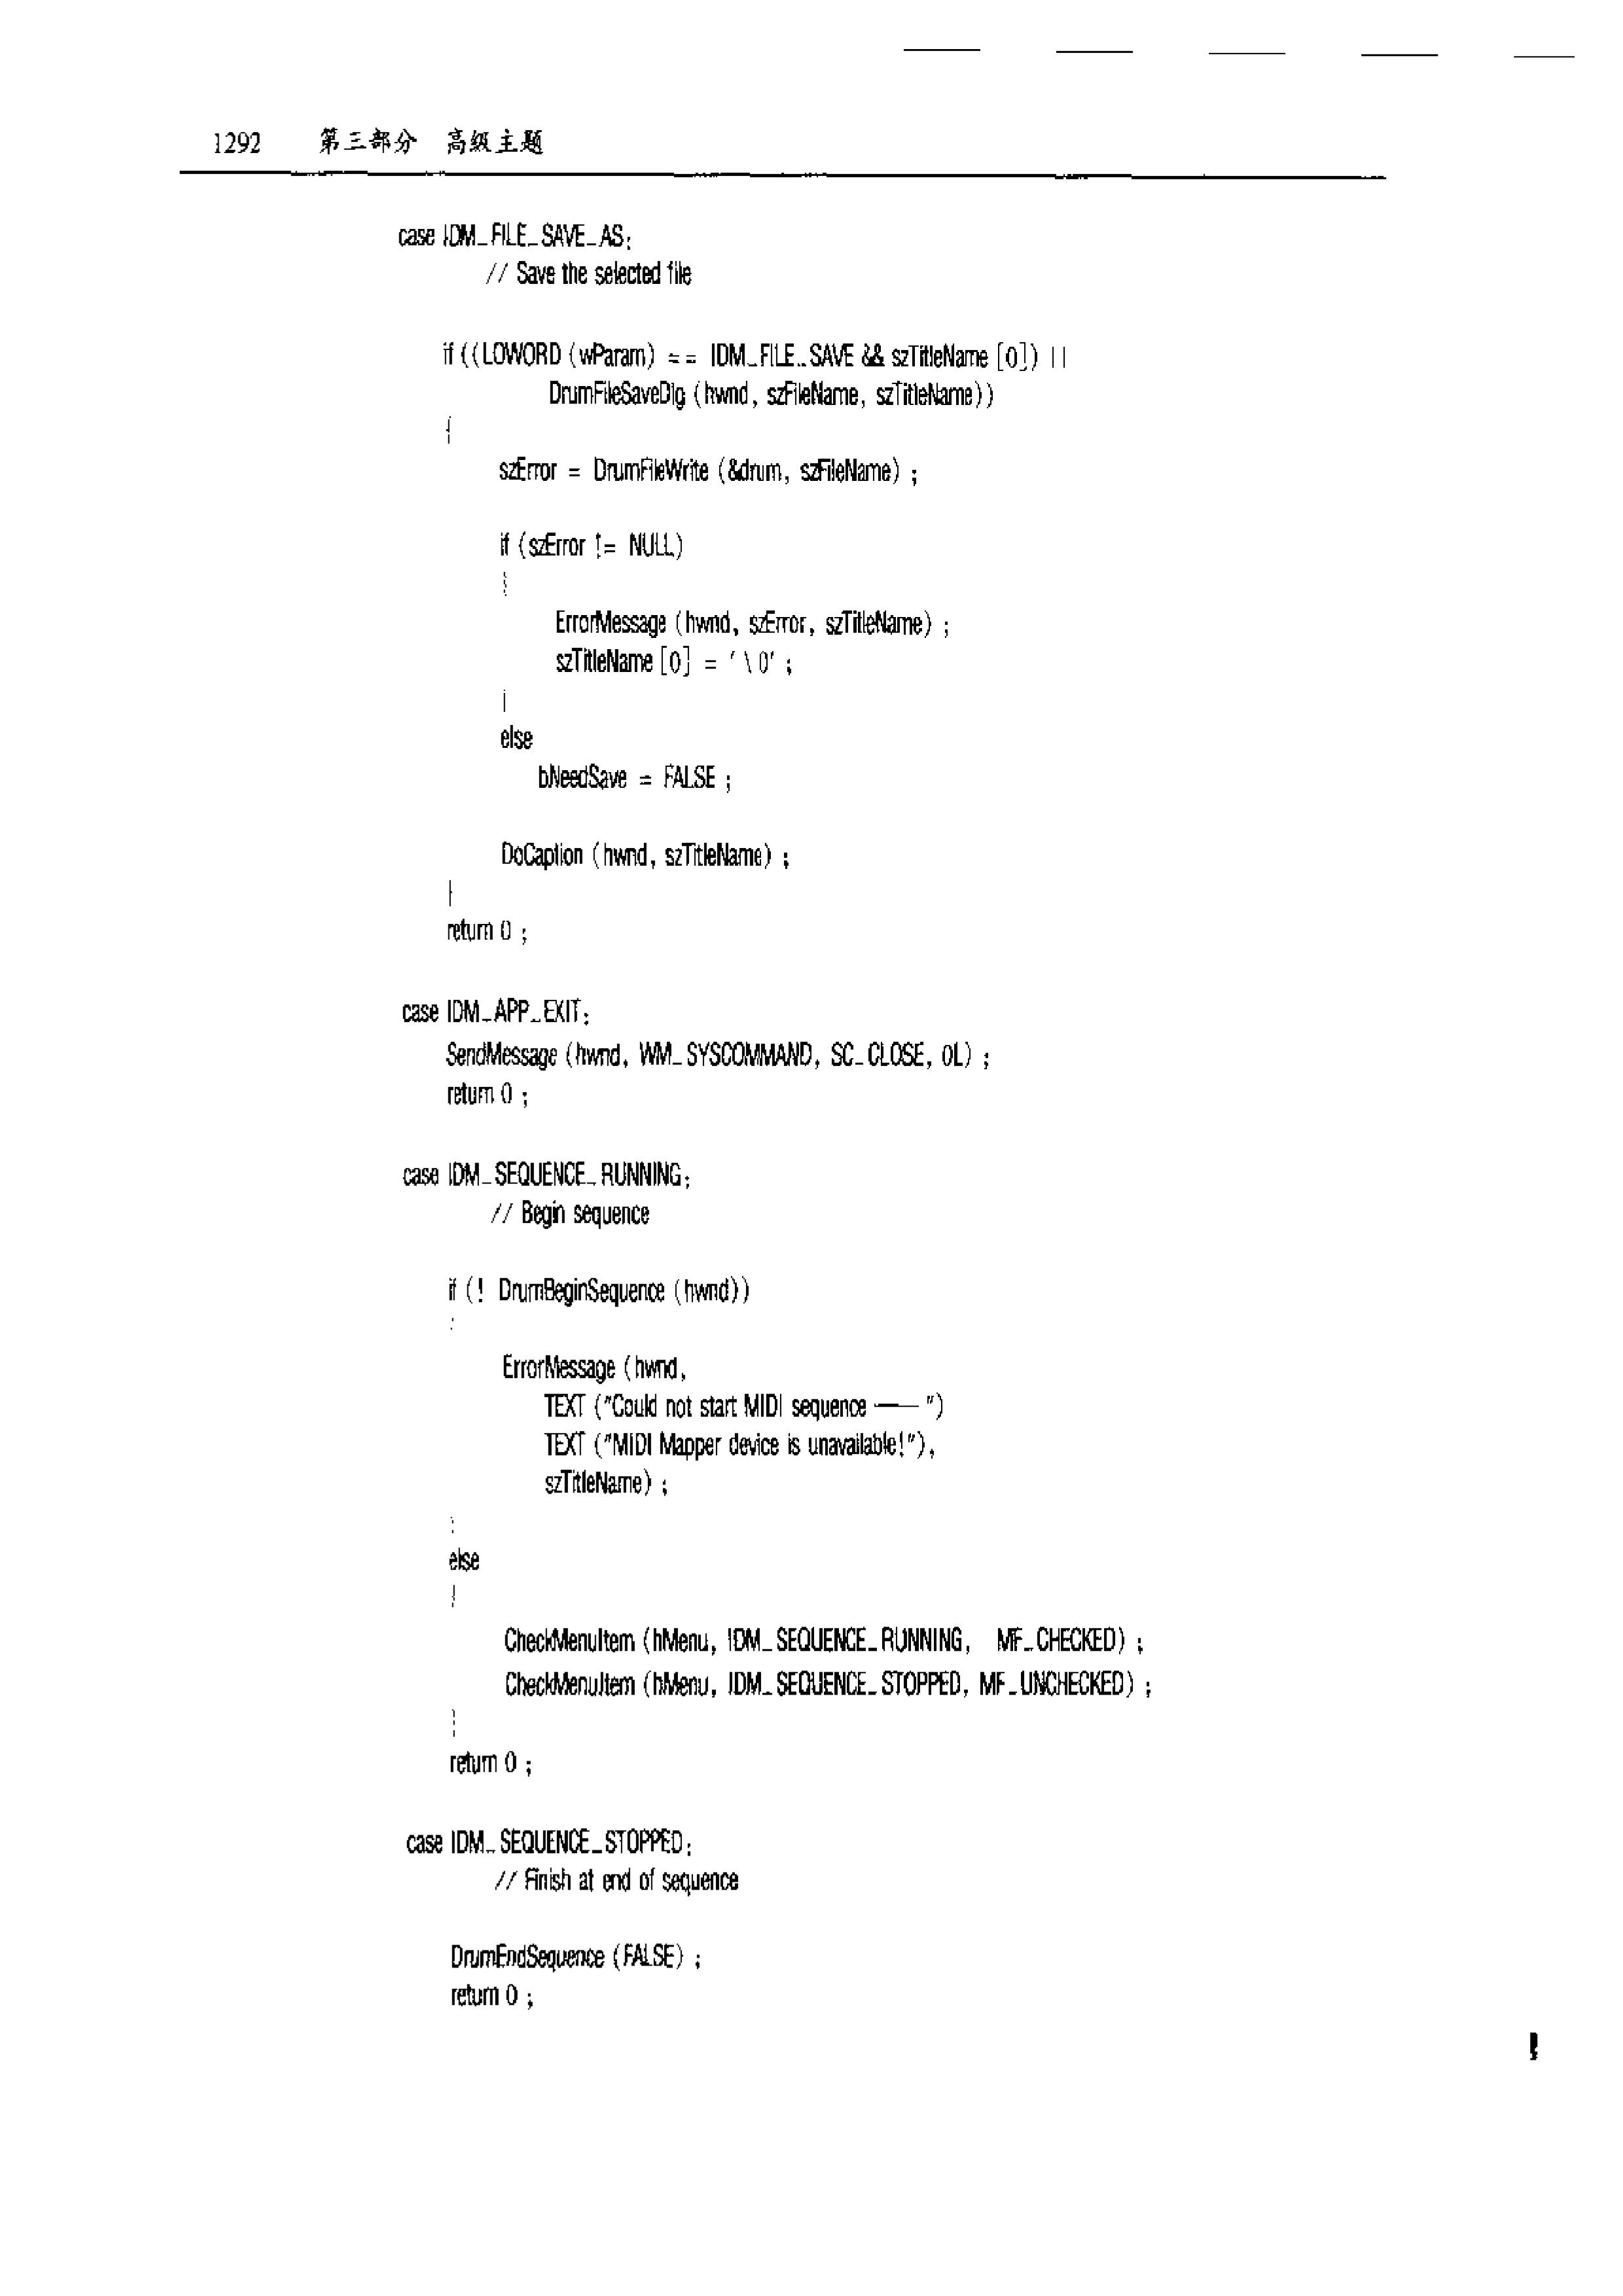 1292 第三部分 高级主题
case IDM_FILE_SAVE_AS:
// Save the selected file
if ((LOWORD (wParam) == IDM_FILE_SAVE && szTitleName [0]) ||
DrumFileSaveDlg (hwnd, szFileName, szTitleName))
{
szError = DrumFileWrite (&drum, szFileName) ;
if (szError != NULL)
{
ErrorMessage (hwnd, szError, szTitleName) ;
szTitleName [0] = '\0' ;
}
else
bNeedSave = FALSE ;
DoCaption (hwnd, szTitleName) ;
}
return 0 ;
case IDM_APP_EXIT:
SendMessage (hwnd, WM_SYSCOMMAND, SC_CLOSE, 0L) ;
return 0 ;
case IDM_SEQUENCE_RUNNING:
// Begin sequence
if (! DrumBeginSequence (hwnd))
{
ErrorMessage (hwnd,
TEXT ("Could not start MIDI sequence —— ")
TEXT ("MIDI Mapper device is unavailable!"),
szTitleName) ;
}
else
{
CheckMenuItem (hMenu, IDM_SEQUENCE_RUNNING, MF_CHECKED) ;
CheckMenuItem (hMenu, IDM_SEQUENCE_STOPPED, MF_UNCHECKED) ;
}
return 0 ;
case IDM_SEQUENCE_STOPPED:
// Finish at end of sequence
DrumEndSequence (FALSE) ;
return 0 ;